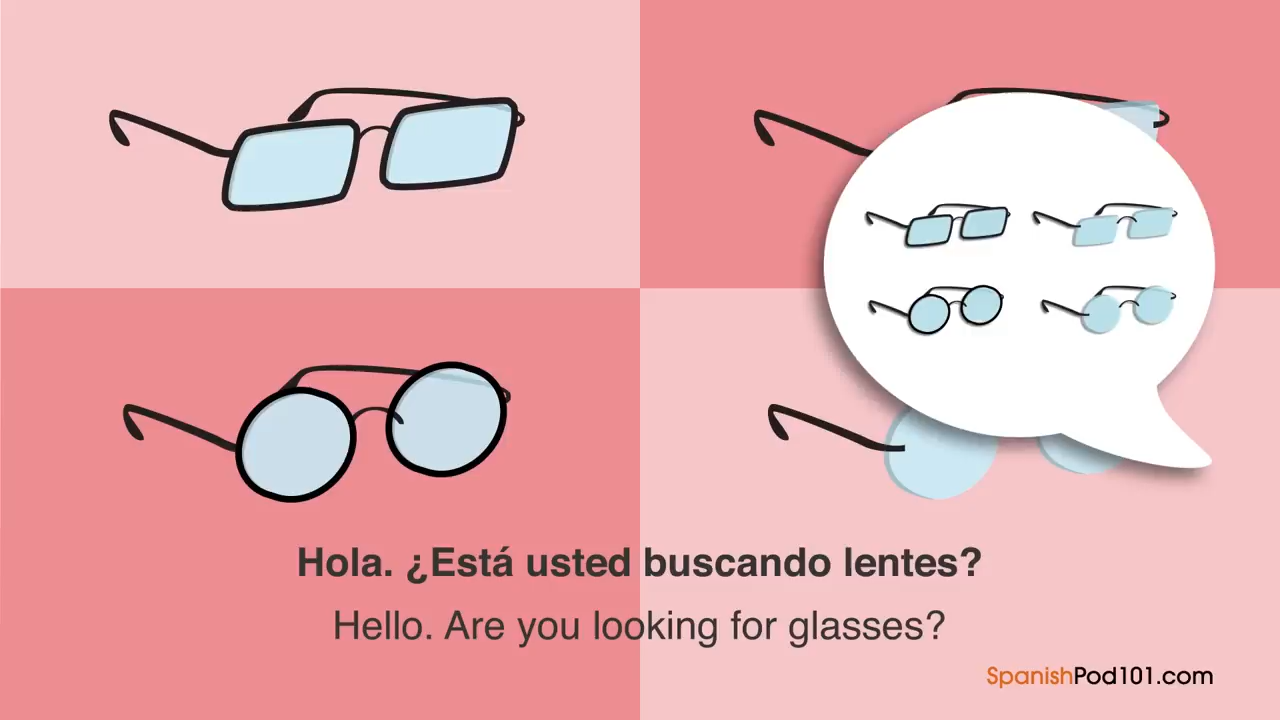 Hola. ¿Está usted buscando lentes?
Hello. Are you looking for glasses?
SpanishPod101.com